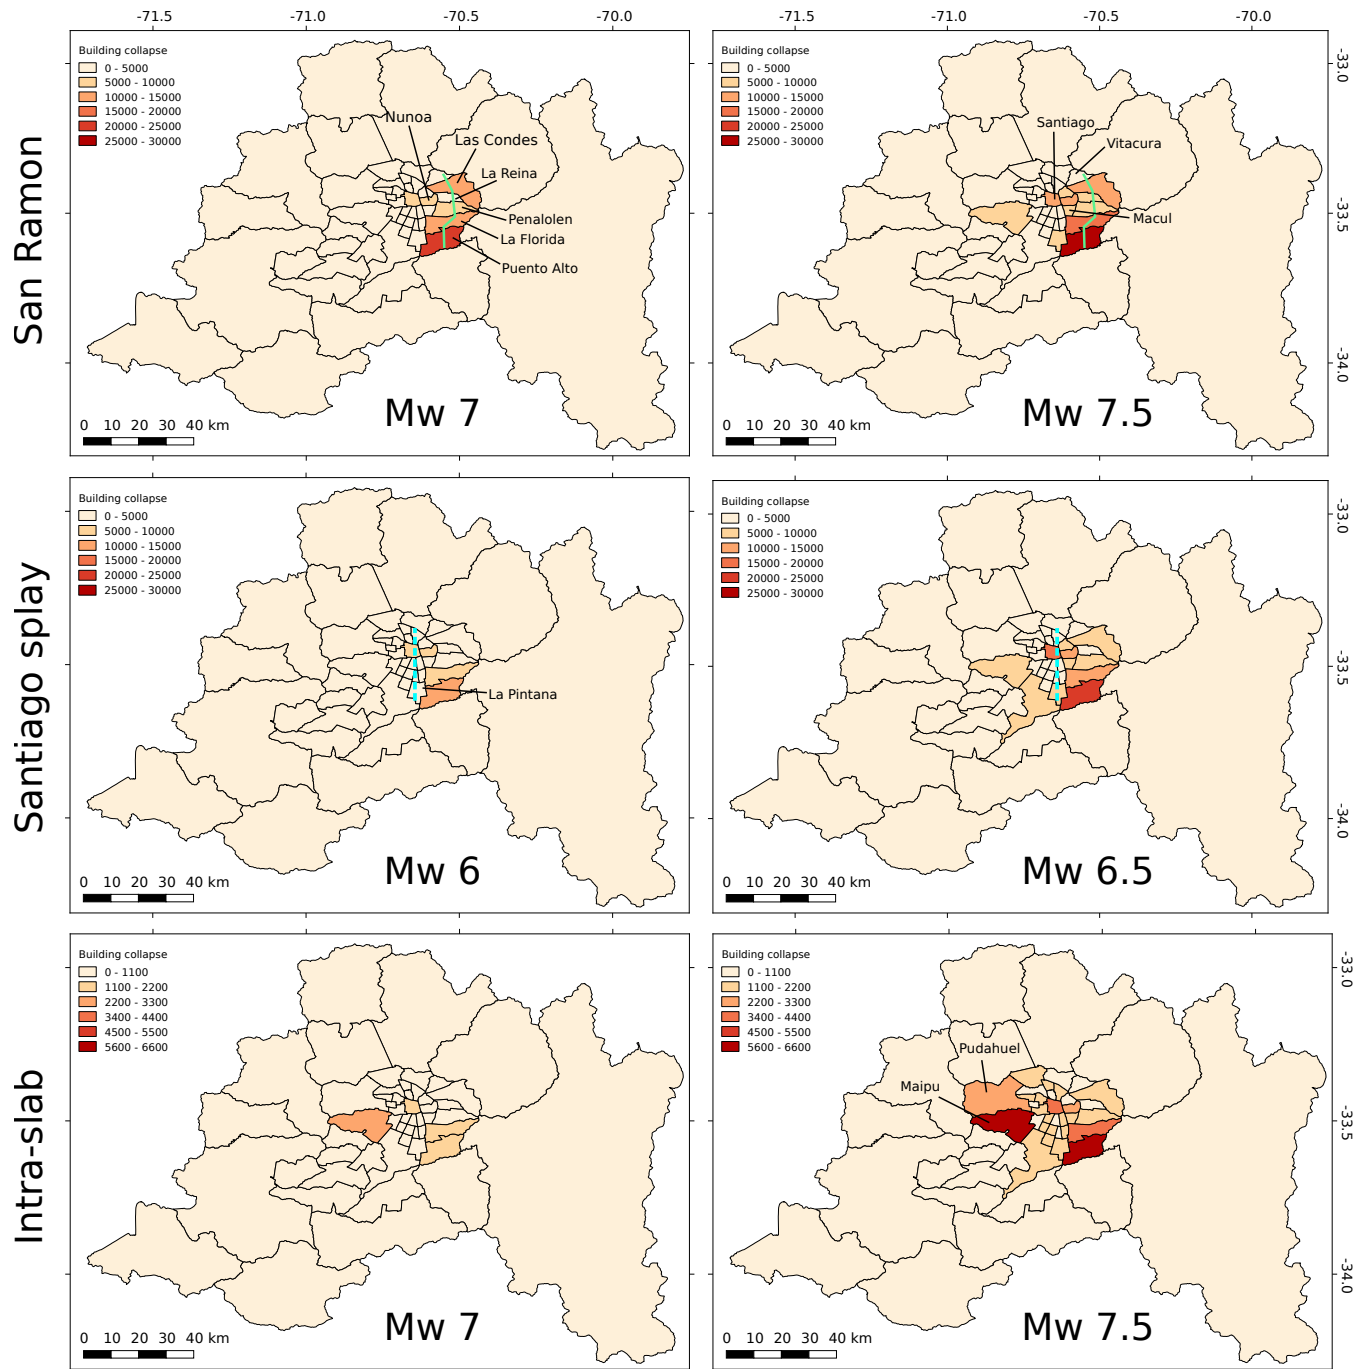 -71.5 -71.0 -70.5 -70.0
-71.5 -71.0 -70.5 -70.0
San Ramon
Building collapse
0 - 5000
5000 - 10000
10000 - 15000
15000 - 20000
20000 - 25000
25000 - 30000
Nunoa
Las Condes
La Reina
Penalolen
La Florida
Puento Alto
Mw 7
0 10 20 30 40 km
Building collapse
0 - 5000
5000 - 10000
10000 - 15000
15000 - 20000
20000 - 25000
25000 - 30000
Santiago
Vitacura
Macul
Mw 7.5
0 10 20 30 40 km
-33.0
-33.5
-34.0
Santiago splay
Building collapse
0 - 5000
5000 - 10000
10000 - 15000
15000 - 20000
20000 - 25000
25000 - 30000
La Pintana
Mw 6
0 10 20 30 40 km
Building collapse
0 - 5000
5000 - 10000
10000 - 15000
15000 - 20000
20000 - 25000
25000 - 30000
Mw 6.5
0 10 20 30 40 km
-33.0
-33.5
-34.0
Intra-slab
Building collapse
0 - 1100
1100 - 2200
2200 - 3300
3400 - 4400
4500 - 5500
5600 - 6600
Mw 7
0 10 20 30 40 km
Building collapse
0 - 1100
1100 - 2200
2200 - 3300
3400 - 4400
4500 - 5500
5600 - 6600
Pudahuel
Maipu
Mw 7.5
0 10 20 30 40 km
-33.0
-33.5
-34.0